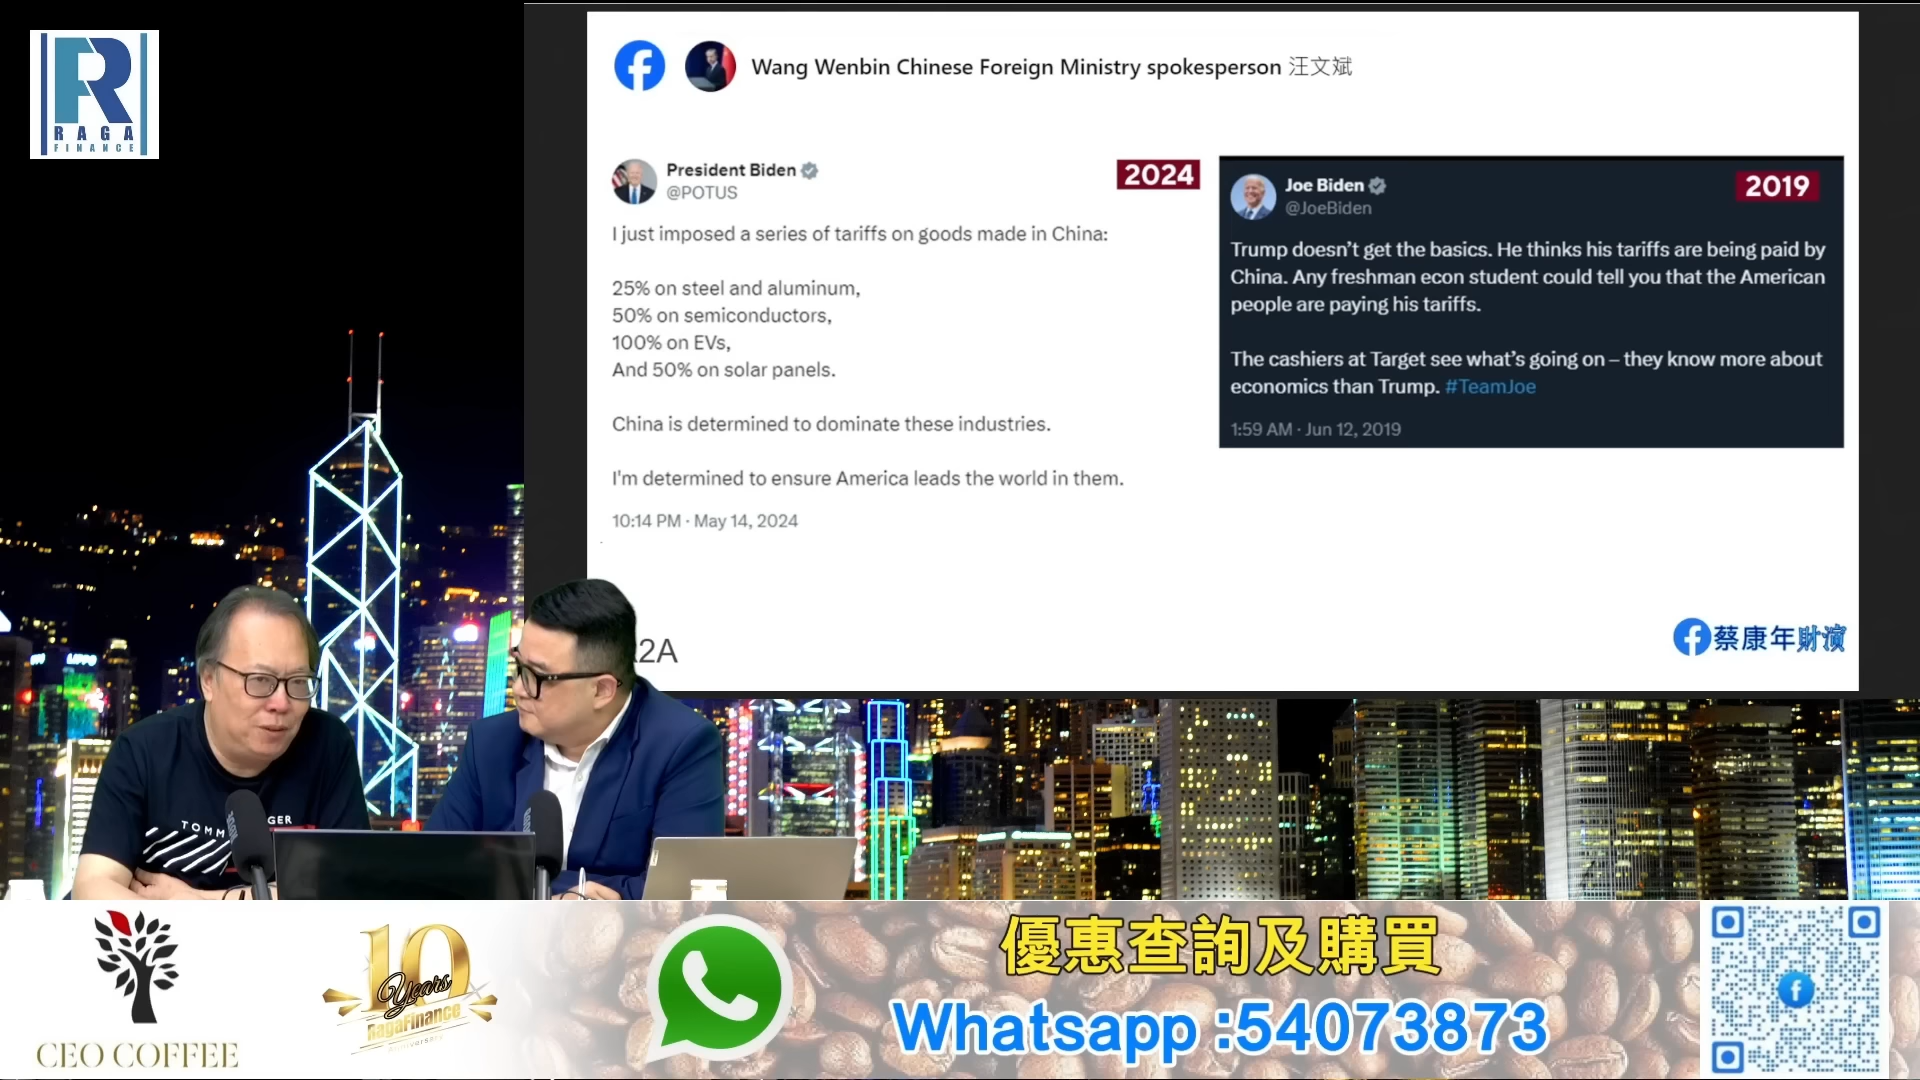 RAGA
FINANCE
Wang Wenbin Chinese Foreign Ministry spokesperson 汪文斌
President Biden
@POTUS
2024
I just imposed a series of tariffs on goods made in China:
25% on steel and aluminum,
50% on semiconductors,
100% on EVs,
And 50% on solar panels.
China is determined to dominate these industries.
I'm determined to ensure America leads the world in them.
10:14 PM · May 14, 2024
Joe Biden
@JoeBiden
2019
Trump doesn't get the basics. He thinks his tariffs are being paid by
China. Any freshman econ student could tell you that the American
people are paying his tariffs.
The cashiers at Target see what's going on – they know more about
economics than Trump. #TeamJoe
1:59 AM · Jun 12, 2019
2A
蔡康年財演
CEO COFFEE
10
Years
RagaFinance
Anniversary
優惠查詢及購買
Whatsapp :54073873